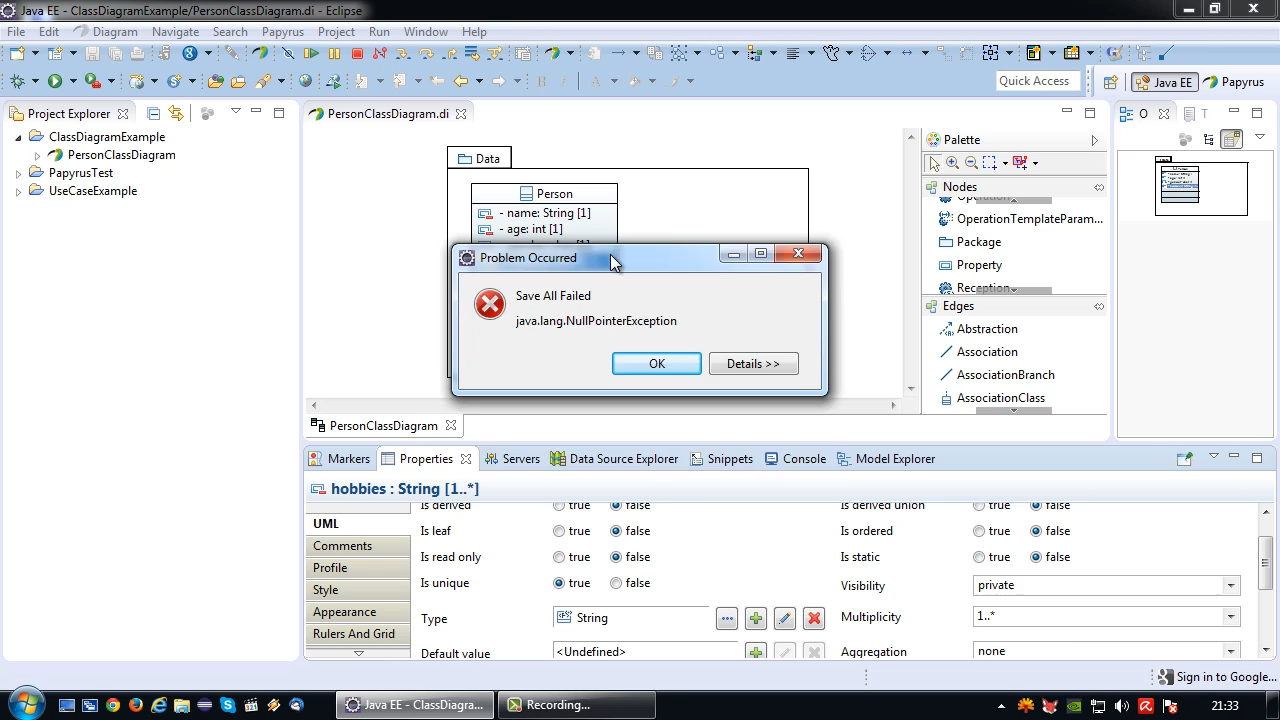 Java EE - ClassDiagramExample/PersonClassDiagram.di - Eclipse
File Edit Diagram Navigate Search Papyrus Project Run Window Help
Quick Access
Java EE
Papyrus
Project Explorer
ClassDiagramExample
PersonClassDiagram
PapyrusTest
UseCaseExample
PersonClassDiagram.di
Data
Person
- name: String [1]
- age: int [1]
Problem Occurred
Save All Failed
java.lang.NullPointerException
OK
Details >>
PersonClassDiagram
Palette
Nodes
OperationTemplateParam...
Package
Property
Reception
Edges
Abstraction
Association
AssociationBranch
AssociationClass
O
T
Markers Properties Servers Data Source Explorer Snippets Console Model Explorer
hobbies : String [1..*]
UML
Comments
Profile
Style
Appearance
Rulers And Grid
Is derived true false Is derived union true false
Is leaf true false Is ordered true false
Is read only true false Is static true false
Is unique true false Visibility private
Type String Multiplicity 1..*
Default value <Undefined> Aggregation none
Sign in to Google...
Java EE - ClassDiagra...
Recording...
21:33